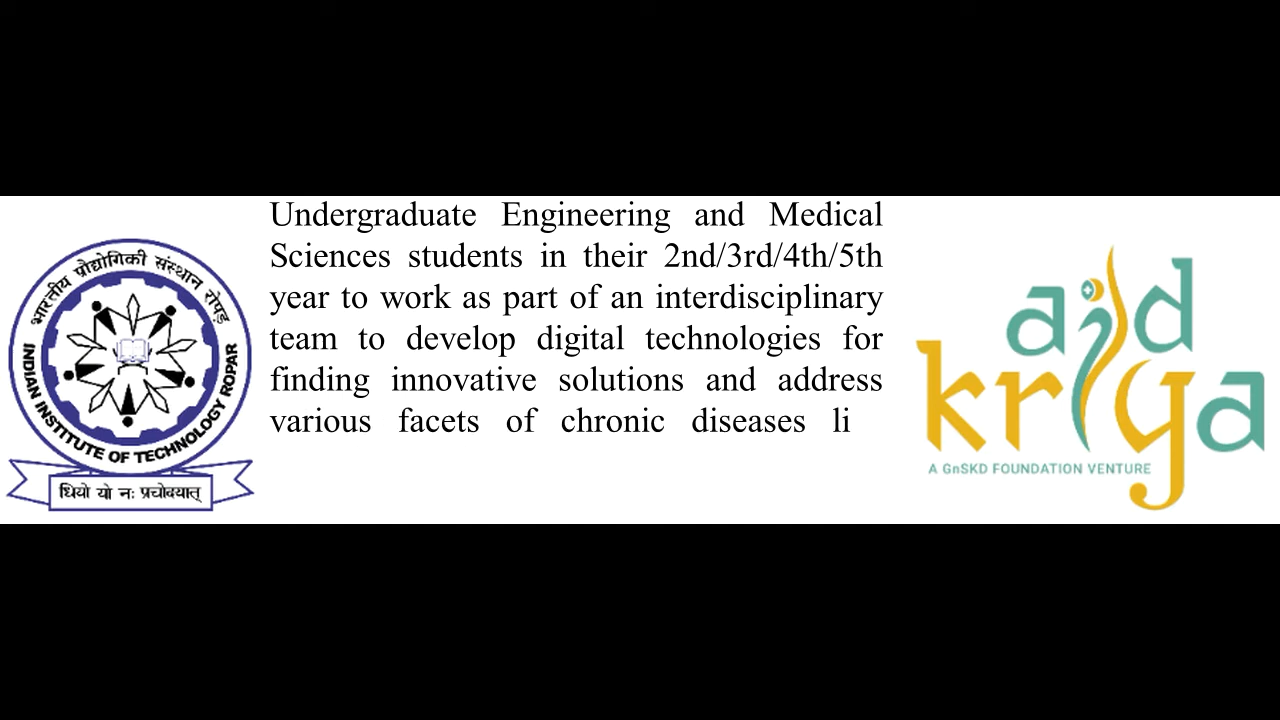 भारतीय प्रौद्योगिकी संस्थान रोपड़
INDIAN INSTITUTE OF TECHNOLOGY ROPAR
धियो यो नः प्रचोदयात्
Undergraduate Engineering and Medical
Sciences students in their 2nd/3rd/4th/5th
year to work as part of an interdisciplinary
team to develop digital technologies for
finding innovative solutions and address
various facets of chronic diseases li
aid
kriya
A GnSKD FOUNDATION VENTURE